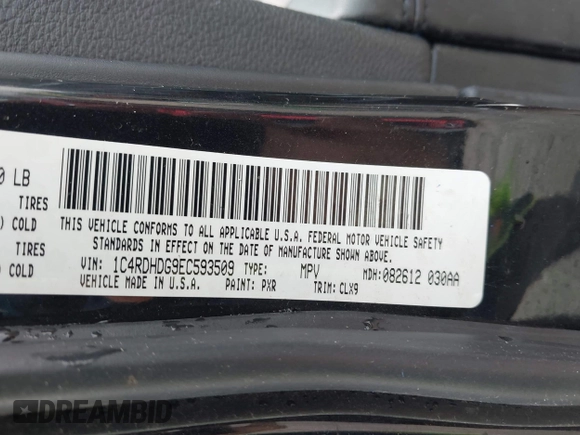 0 LB
TIRES
) COLD
TIRES
) COLD
THIS VEHICLE CONFORMS TO ALL APPLICABLE U.S.A. FEDERAL MOTOR VEHICLE SAFETY
STANDARDS IN EFFECT ON THE DATE OF MANUFACTURE SHOWN ABOVE.
VIN: 1C4RDHDG9EC593509 TYPE: MPV MDH: 082612 030AA
VEHICLE MADE IN U.S.A. PAINT: PXR TRIM: CLX9
DREAMBID